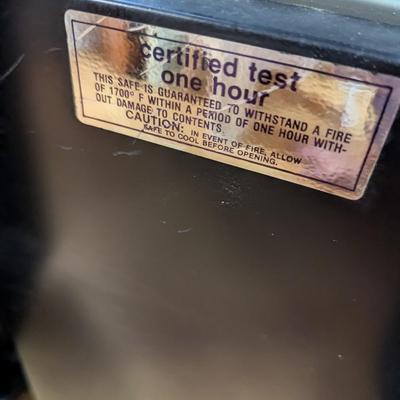 certified test
one hour
THIS SAFE IS GUARANTEED TO WITHSTAND A FIRE
OF 1700° F WITHIN A PERIOD OF ONE HOUR WITH-
OUT DAMAGE TO CONTENTS.
CAUTION: IN EVENT OF FIRE, ALLOW
SAFE TO COOL BEFORE OPENING.